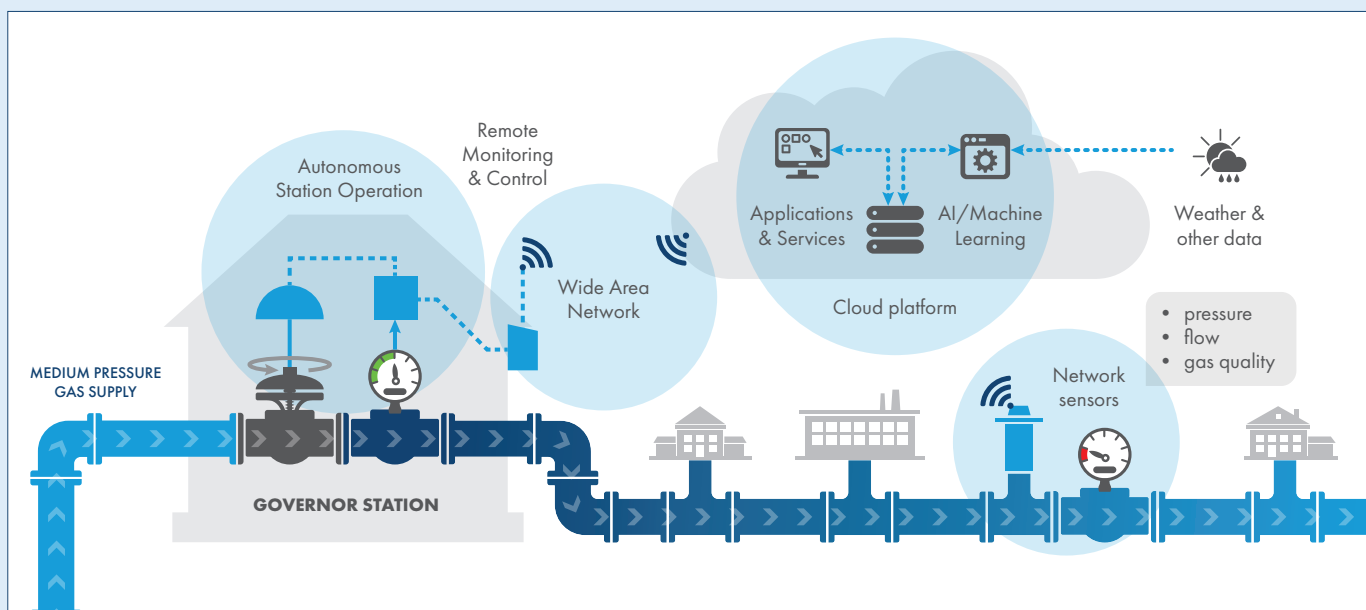 Remote
Monitoring
& Control
Autonomous
Station Operation
Wide Area
Network
Applications
& Services
AI/Machine
Learning
Cloud platform
Weather &
other data
• pressure
• flow
• gas quality
Network
sensors
MEDIUM PRESSURE
GAS SUPPLY
GOVERNOR STATION